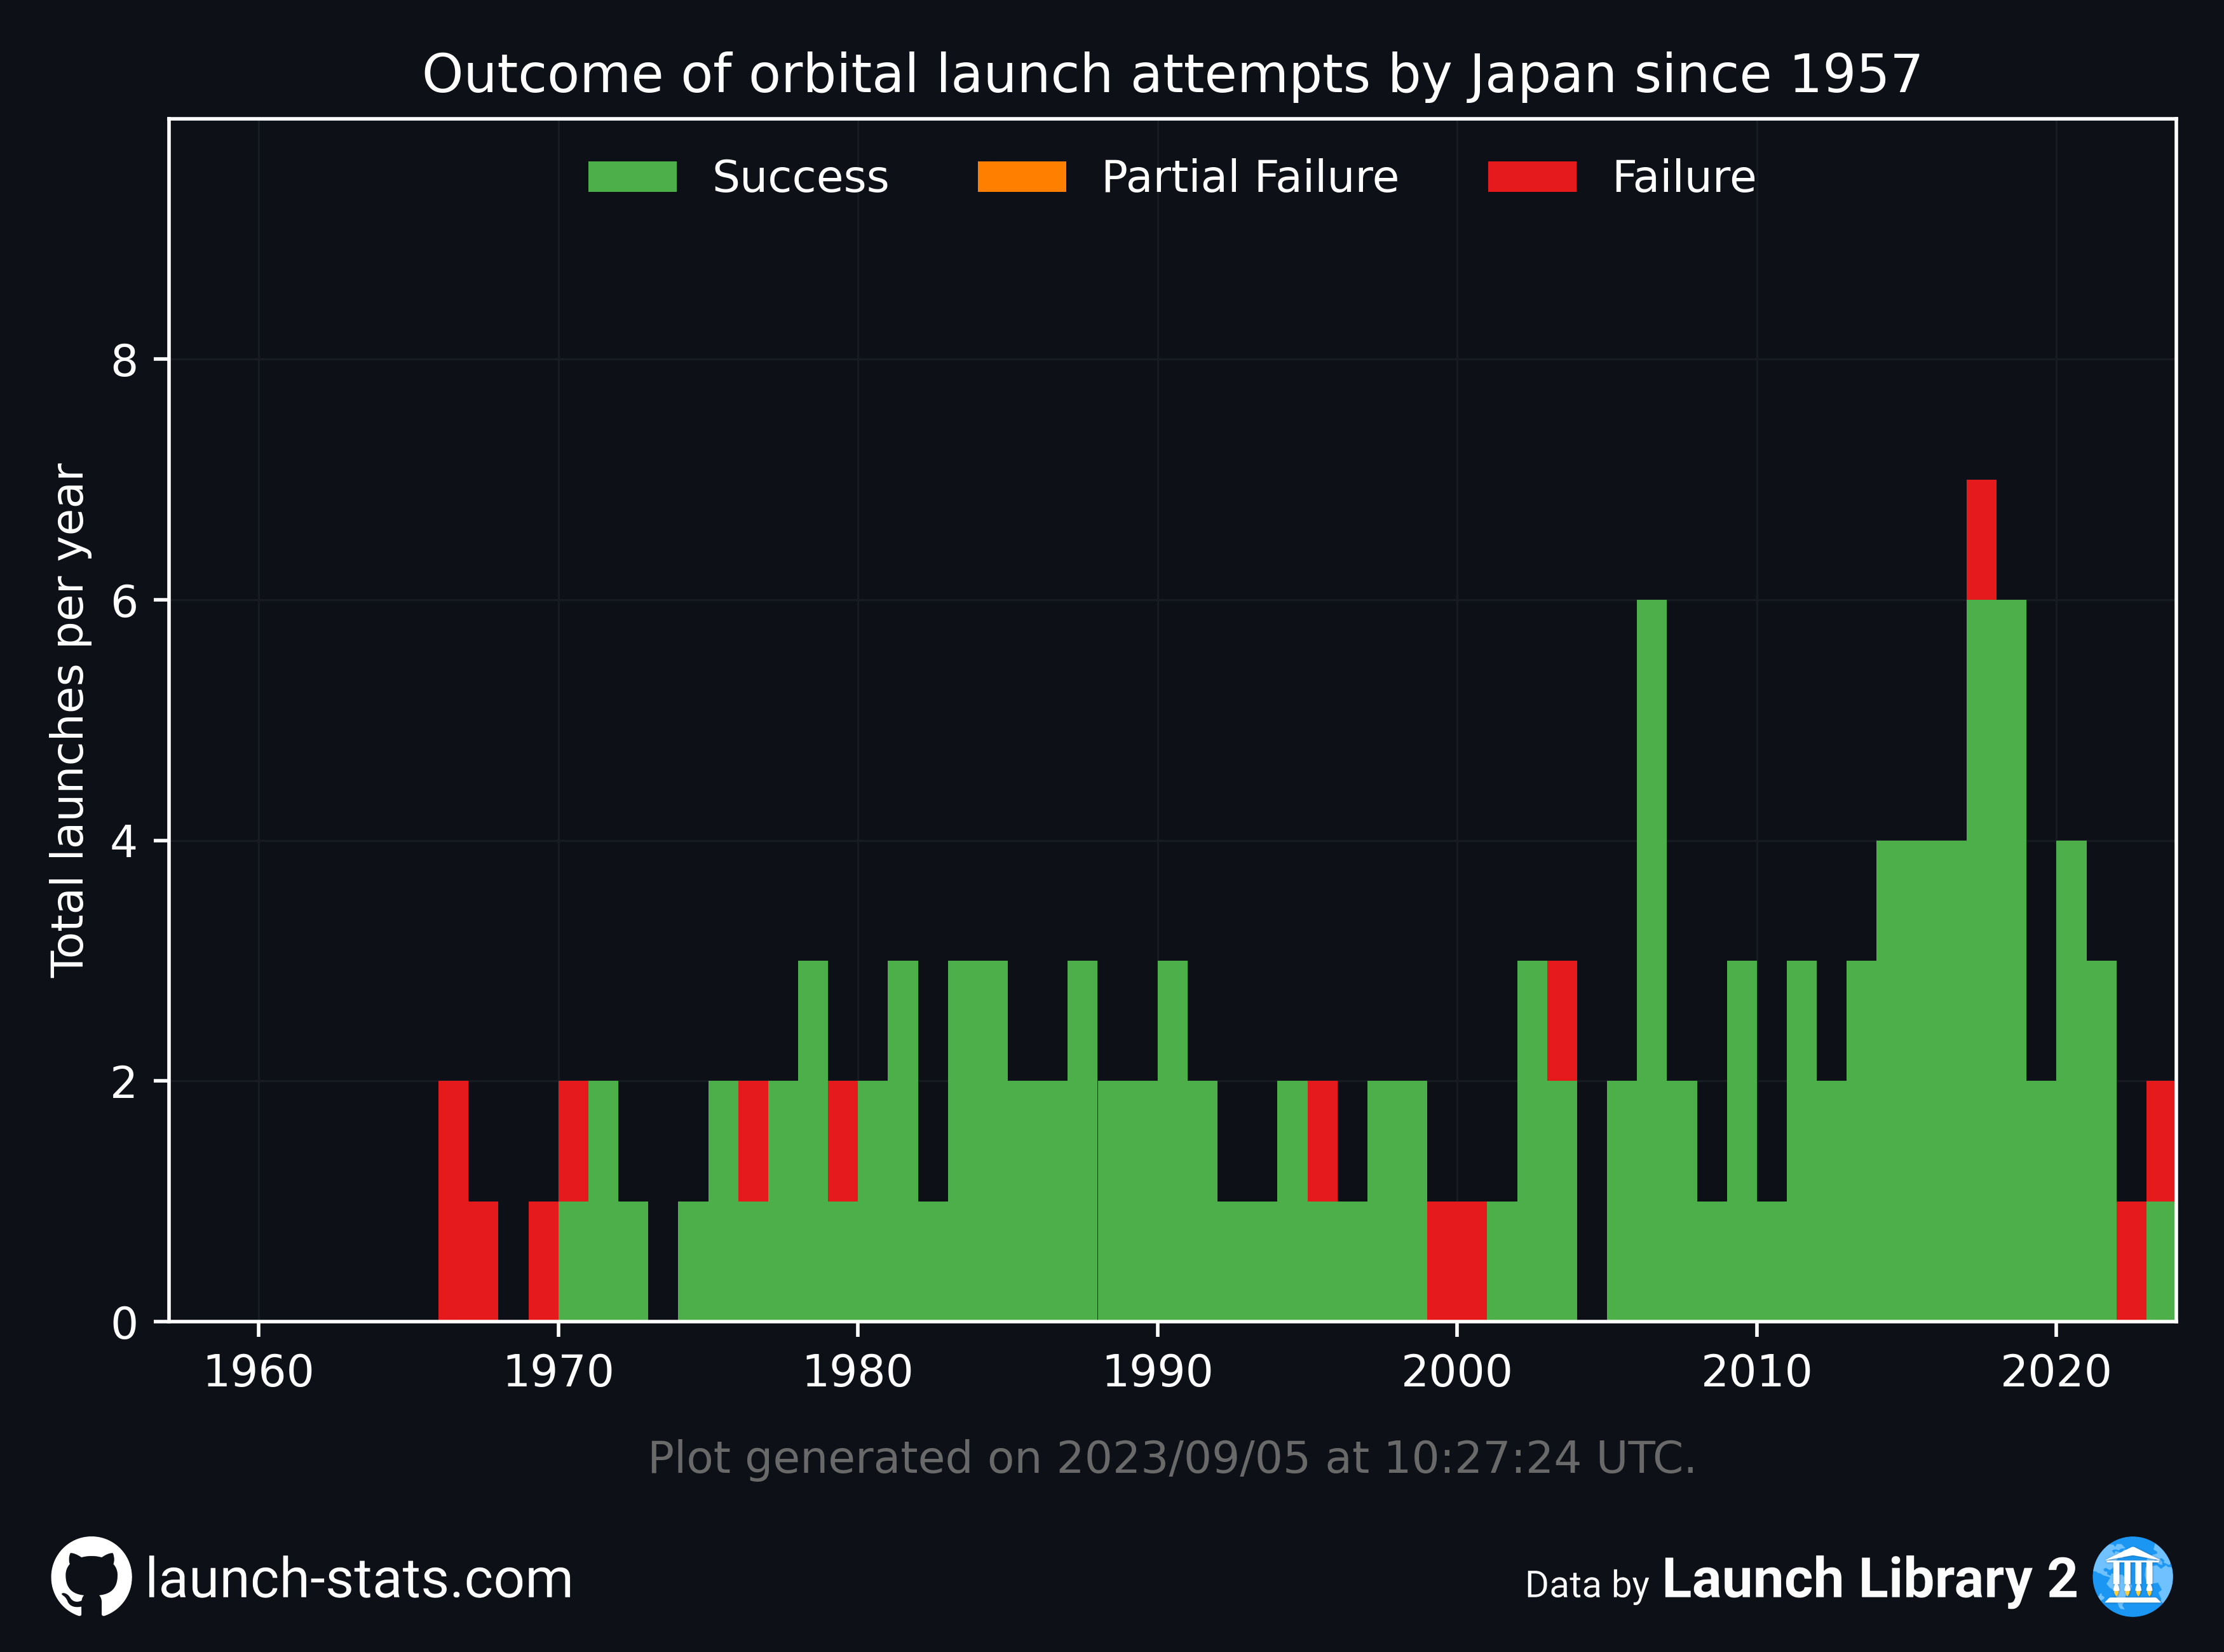 Outcome of orbital launch attempts by Japan since 1957
Success Partial Failure Failure
Total launches per year
8
6
4
2
0
1960 1970 1980 1990 2000 2010 2020
Plot generated on 2023/09/05 at 10:27:24 UTC.
launch-stats.com
Data by Launch Library 2